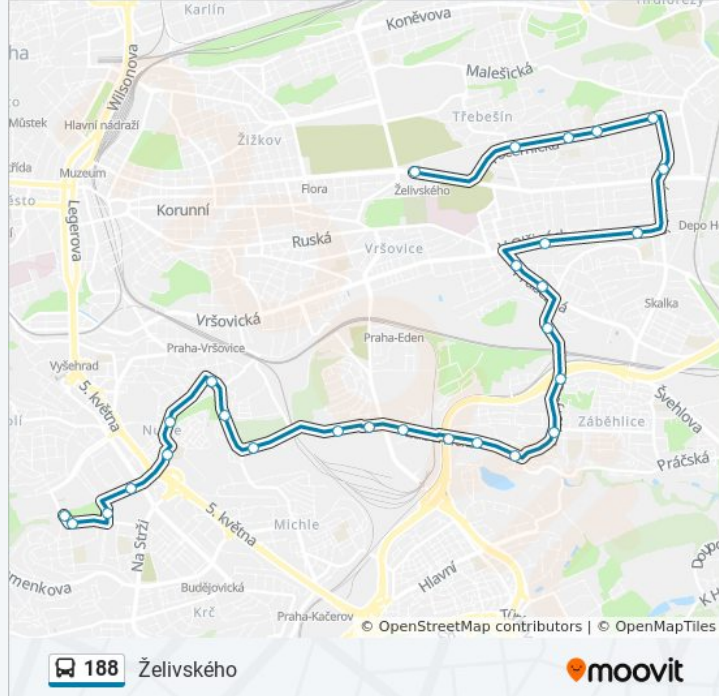 Karlín
Koněvova
ha
Wilsonova
Malešická
Třebešín
Můstek
Hlavní nádraží
Žižkov
Muzeum
Flora
Želivského
Korunní
Legerova
Ruská
Vršovice
Depo H
Skalka
Vršovická
Praha-Vršovice
Praha-Eden
Vyšehrad
5. května
Švehlova
Záběhlice
Práčská
5. května
Michle
Na Strži
Budějovická
Krč
Hlavní
Praha-Kačerov
© OpenStreetMap contributors | © OpenMapTiles
188 Želivského
moovit